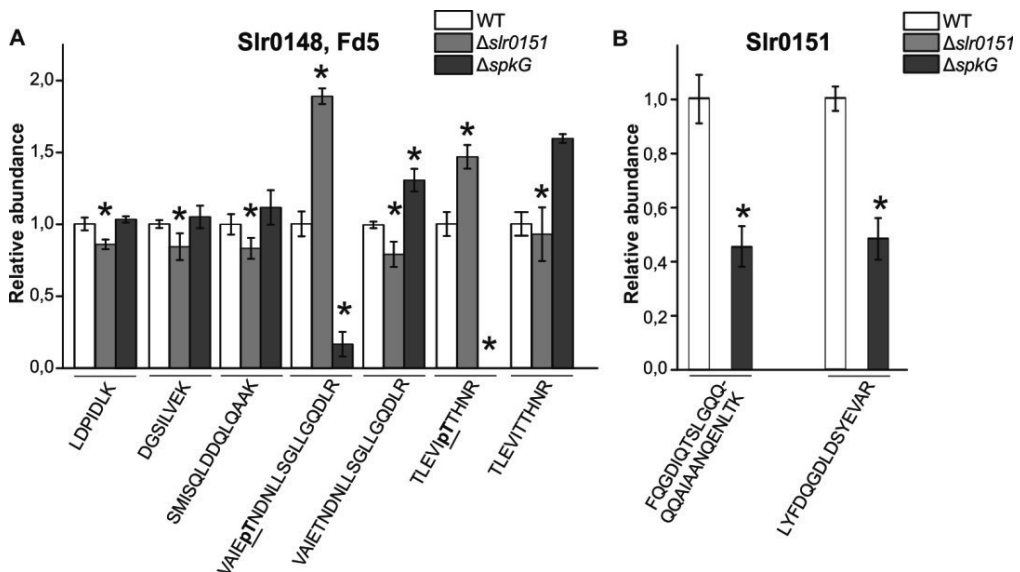 A
Slr0148, Fd5
WT
Δslr0151
ΔspkG
Relative abundance
2,0
1,5
1,0
0,5
0,0
* * * * * * * * * *
LDPIDLK
DGSILVEK
SMISQLDDQLQAAK
VAIEpTNDNLLSGLLGQDLR
VAIETNDNLLSGLLGQDLR
TLEVIpTTHNR
TLEVITTHNR
B
Slr0151
WT
Δslr0151
ΔspkG
Relative abundance
1,0
0,8
0,6
0,4
0,2
0,0
* *
FQGDIQTSLGQQ-
QQAIAANQENLTK
LYFDQGDLDSYEVAR